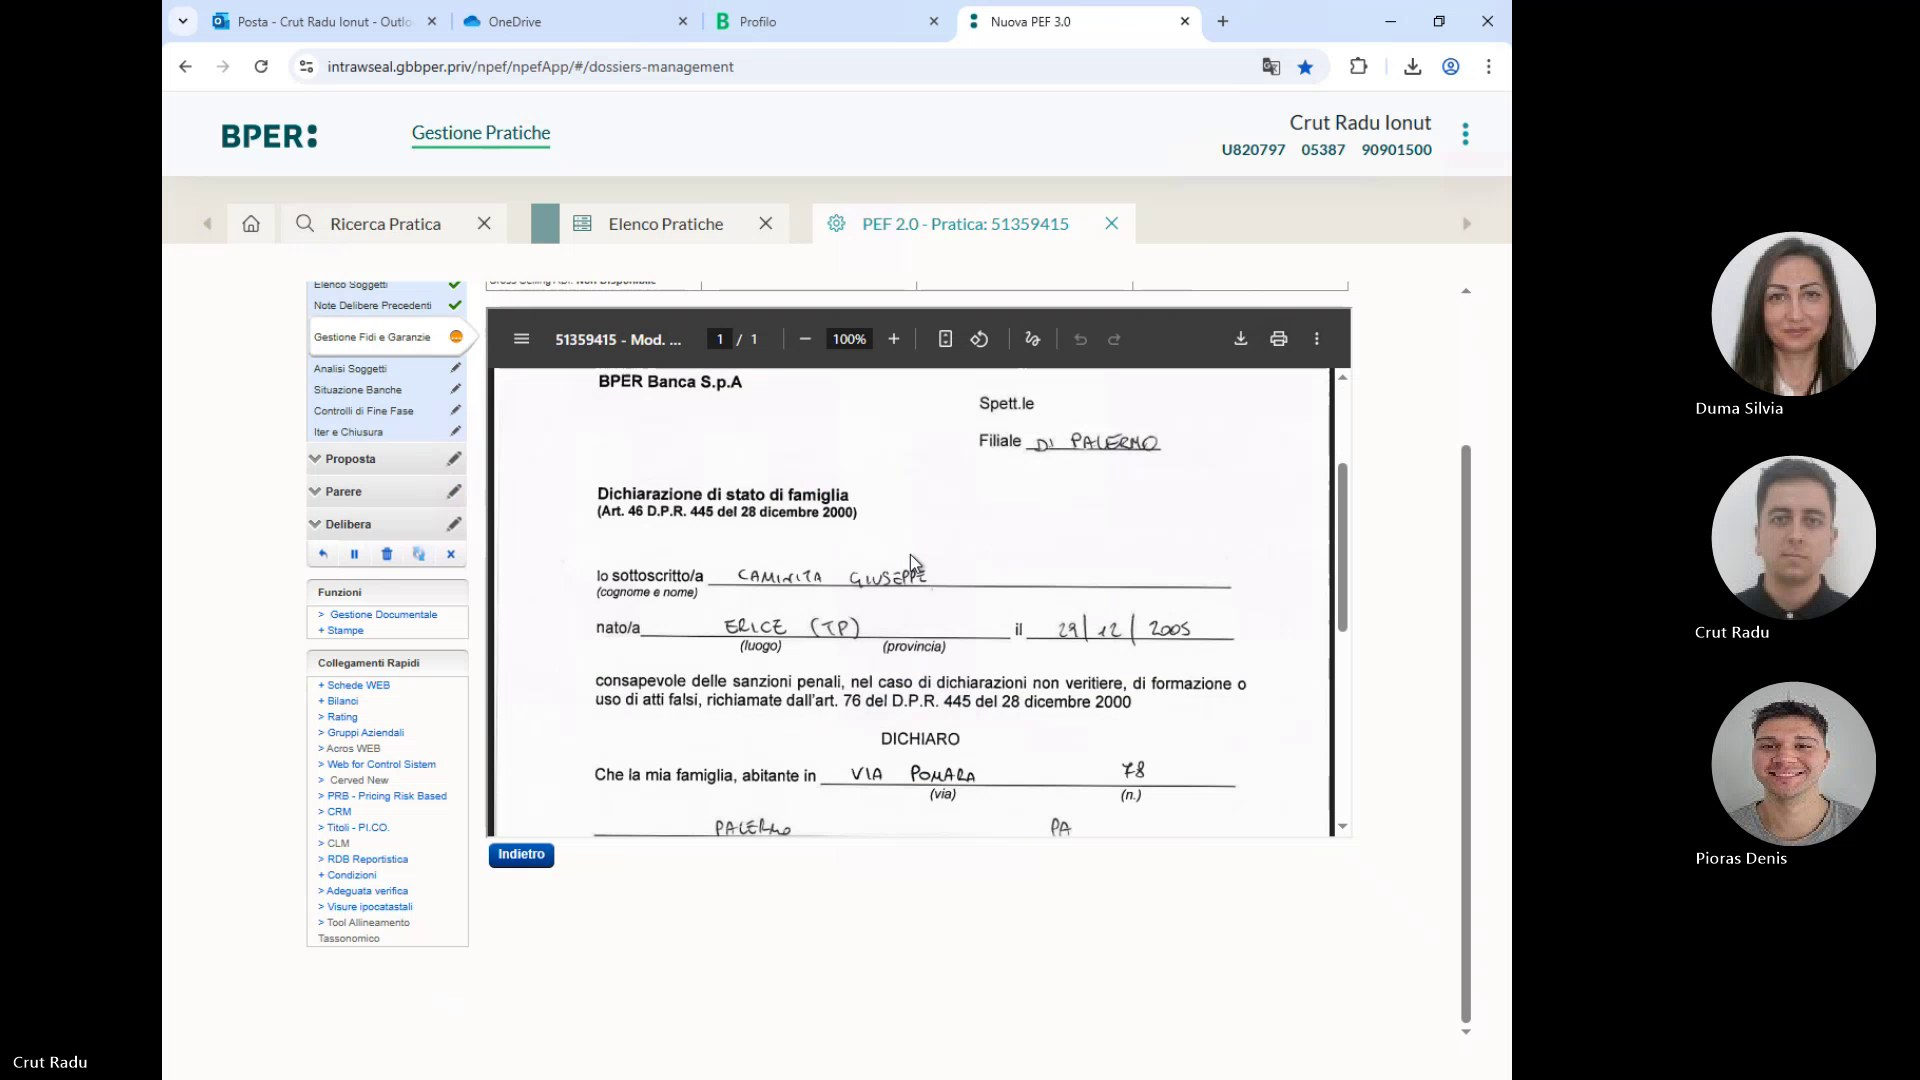 Posta - Crut Radu Ionut - Outlo
OneDrive
Profilo
Nuova PEF 3.0
intrawseal.gbbper.priv/npef/npefApp/#/dossiers-management
BPER:
Gestione Pratiche
Crut Radu Ionut
U820797 05387 90901500
Ricerca Pratica
Elenco Pratiche
PEF 2.0 - Pratica: 51359415
Elenco Soggetti
Note Delibere Precedenti
Gestione Fidi e Garanzie
Analisi Soggetti
Situazione Banche
Controlli di Fine Fase
Iter e Chiusura
Proposta
Parere
Delibera
Funzioni
> Gestione Documentale
+ Stampe
Collegamenti Rapidi
+ Schede WEB
+ Bilanci
> Rating
> Gruppi Aziendali
> Acros WEB
> Web for Control Sistem
> Cerved New
> PRB - Pricing Risk Based
> CRM
> Titoli - PI.CO.
> CLM
> RDB Reportistica
+ Condizioni
> Adeguata verifica
> Visure ipocatastali
> Tool Allineamento
Tassonomico
51359415 - Mod. ...
1 / 1
100%
BPER Banca S.p.A
Spett.le
Filiale DI PALERMO
Dichiarazione di stato di famiglia
(Art. 46 D.P.R. 445 del 28 dicembre 2000)
Io sottoscritto/a CAMINITA GIUSEPPE
(cognome e nome)
nato/a ERICE (TP) il 29/12/2005
(luogo) (provincia)
consapevole delle sanzioni penali, nel caso di dichiarazioni non veritiere, di formazione o
uso di atti falsi, richiamate dall'art. 76 del D.P.R. 445 del 28 dicembre 2000
DICHIARO
Che la mia famiglia, abitante in VIA POMARA 78
(via) (n.)
PALERMO PA
Indietro
Duma Silvia
Crut Radu
Pioras Denis
Crut Radu